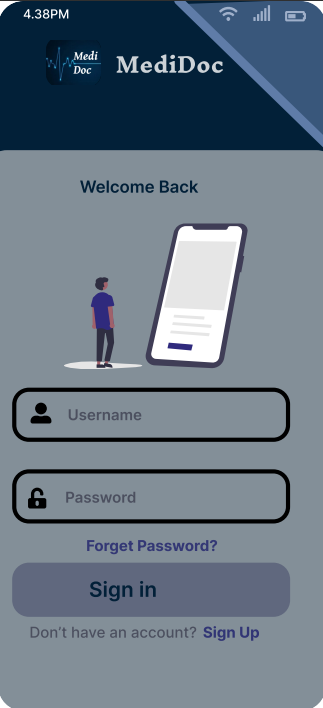 4.38PM
Medi
Doc
MediDoc
Welcome Back
Username
Password
Forget Password?
Sign in
Don't have an account? Sign Up